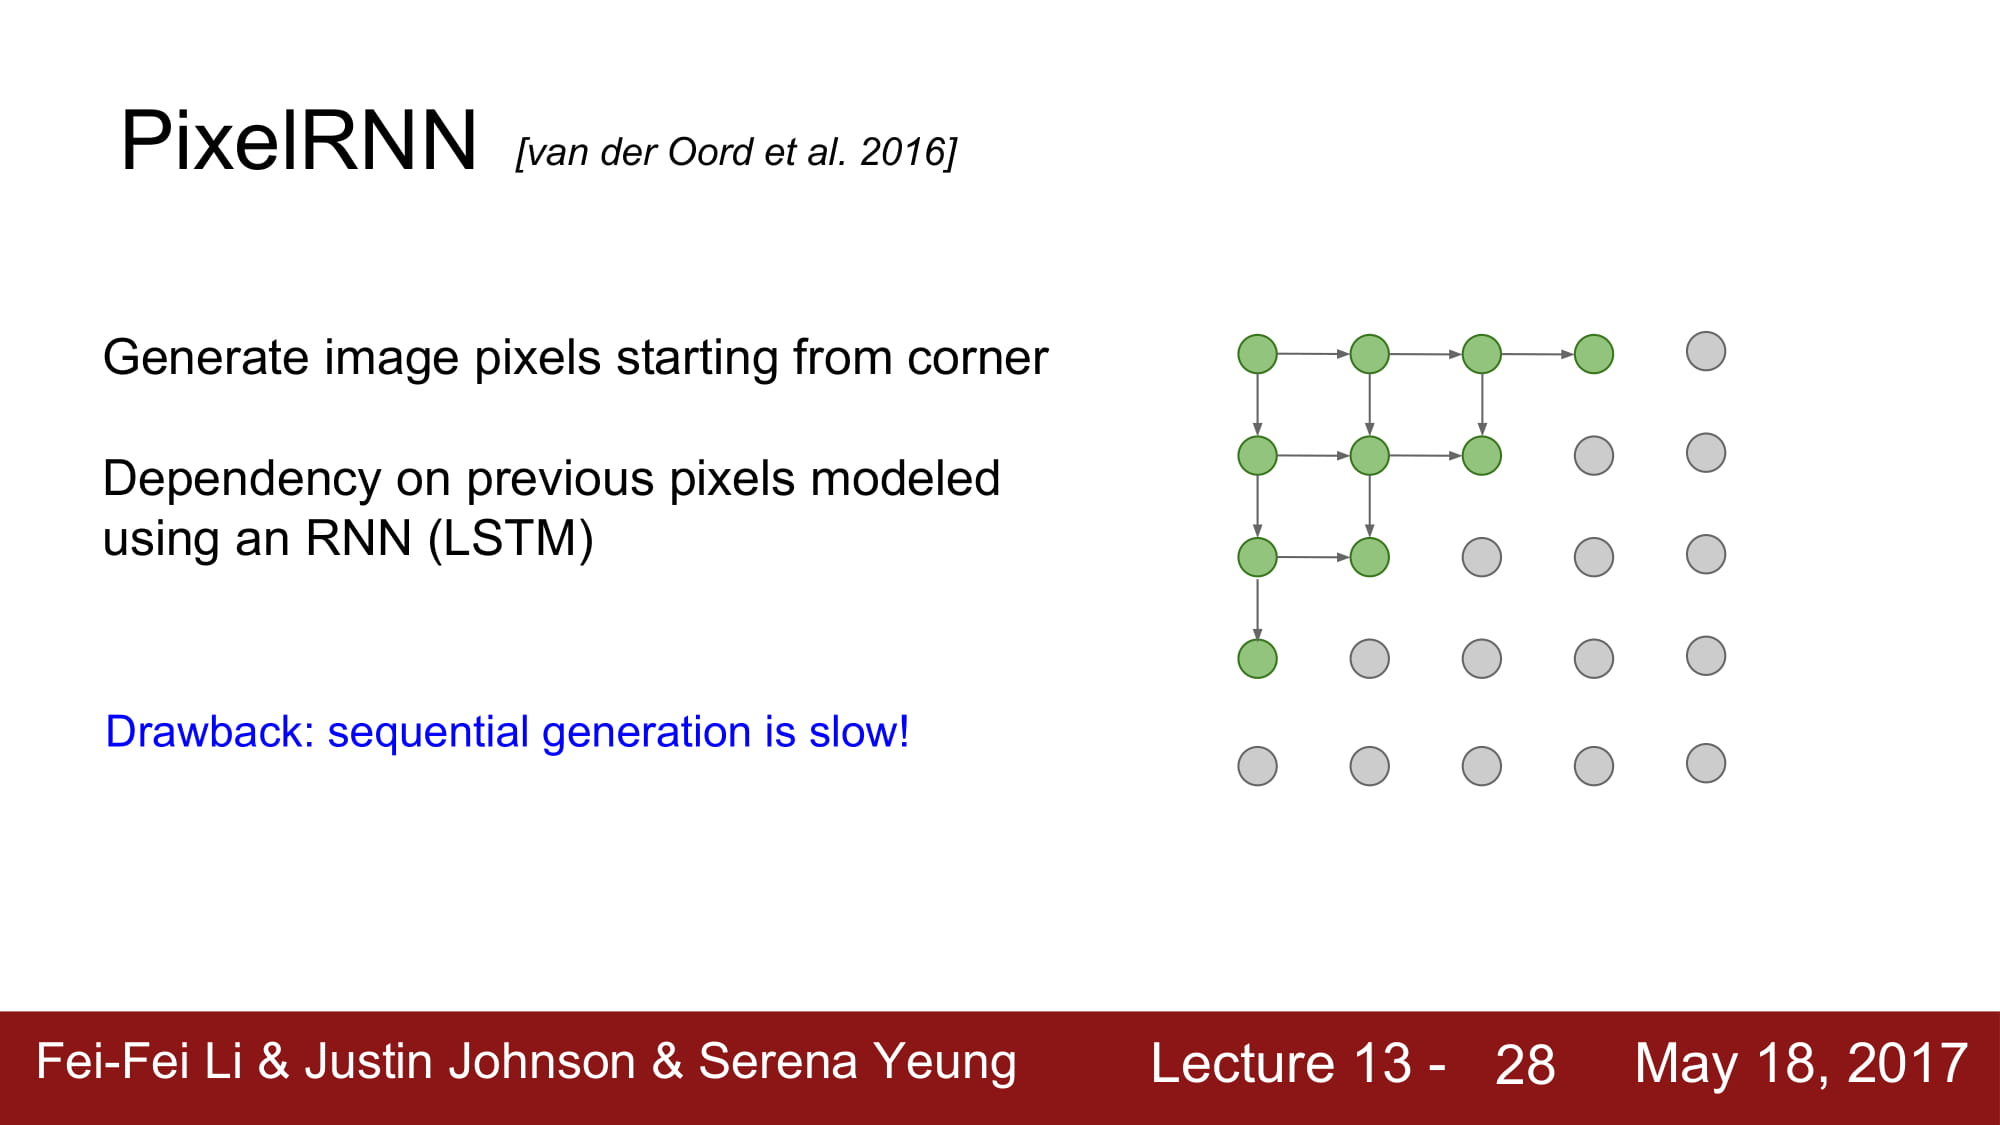 PixelRNN [van der Oord et al. 2016]
Generate image pixels starting from corner
Dependency on previous pixels modeled
using an RNN (LSTM)
Drawback: sequential generation is slow!
Fei-Fei Li & Justin Johnson & Serena Yeung Lecture 13 - 28 May 18, 2017